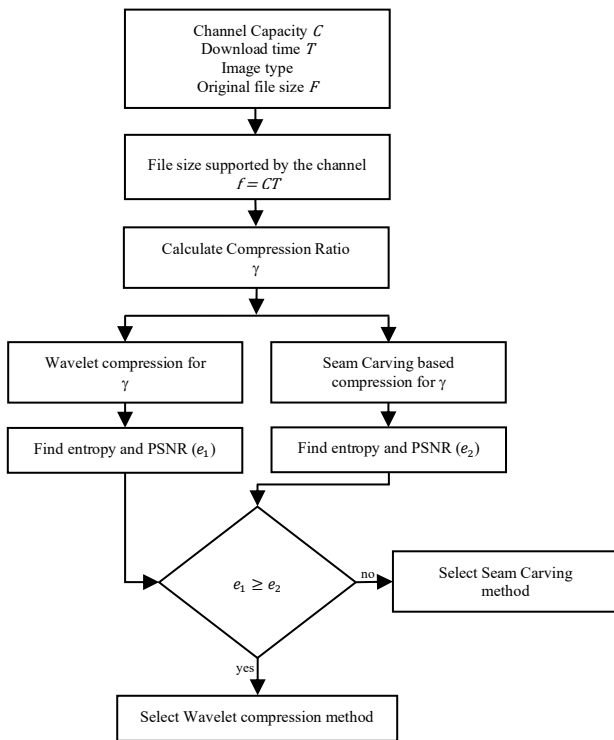 Channel Capacity C
Download time T
Image type
Original file size F
File size supported by the channel
f = CT
Calculate Compression Ratio
γ
Wavelet compression for
γ
Seam Carving based
compression for γ
Find entropy and PSNR (e₁)
Find entropy and PSNR (e₂)
e₁ ≥ e₂
no
Select Seam Carving
method
yes
Select Wavelet compression method